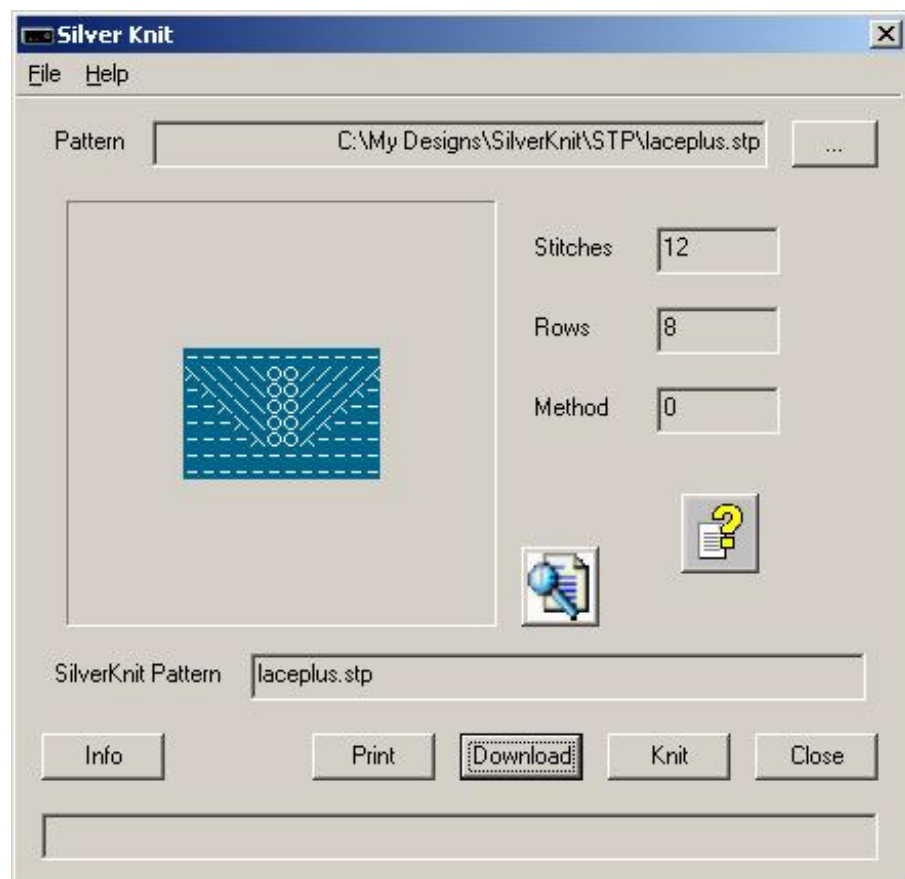 Silver Knit
File Help
Pattern C:\My Designs\SilverKnit\STP\laceplus.stp ...
Stitches 12
Rows 8
Method 0
SilverKnit Pattern laceplus.stp
Info Print Download Knit Close